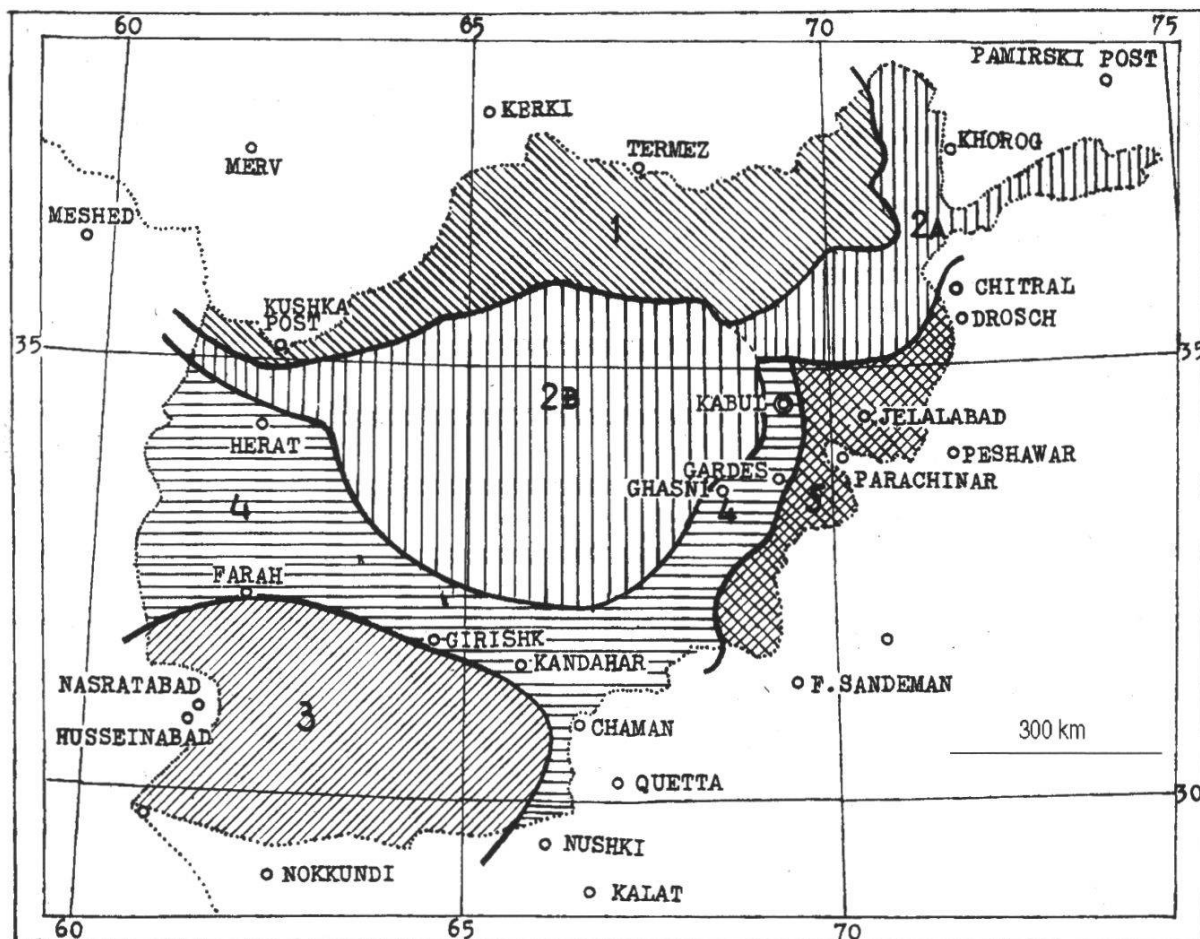 60
65
70
75
PAMIRSKI POST
KERKI
TERMEZ
KHOROG
MERV
MESHED
1
2A
KUSHKA
POST
CHITRAL
DROSCH
35
35
2B
KABUL
JELALABAD
HERAT
GARDES
GHASNI
PESHAWAR
PARACHINAR
4
4
5
FARAH
GIRISHK
KANDAHAR
NASRATABAD
F.SANDEMAN
3
HUSSEINABAD
CHAMAN
300 km
QUETTA
30
NUSHKI
NOKKUNDI
KALAT
60
65
70